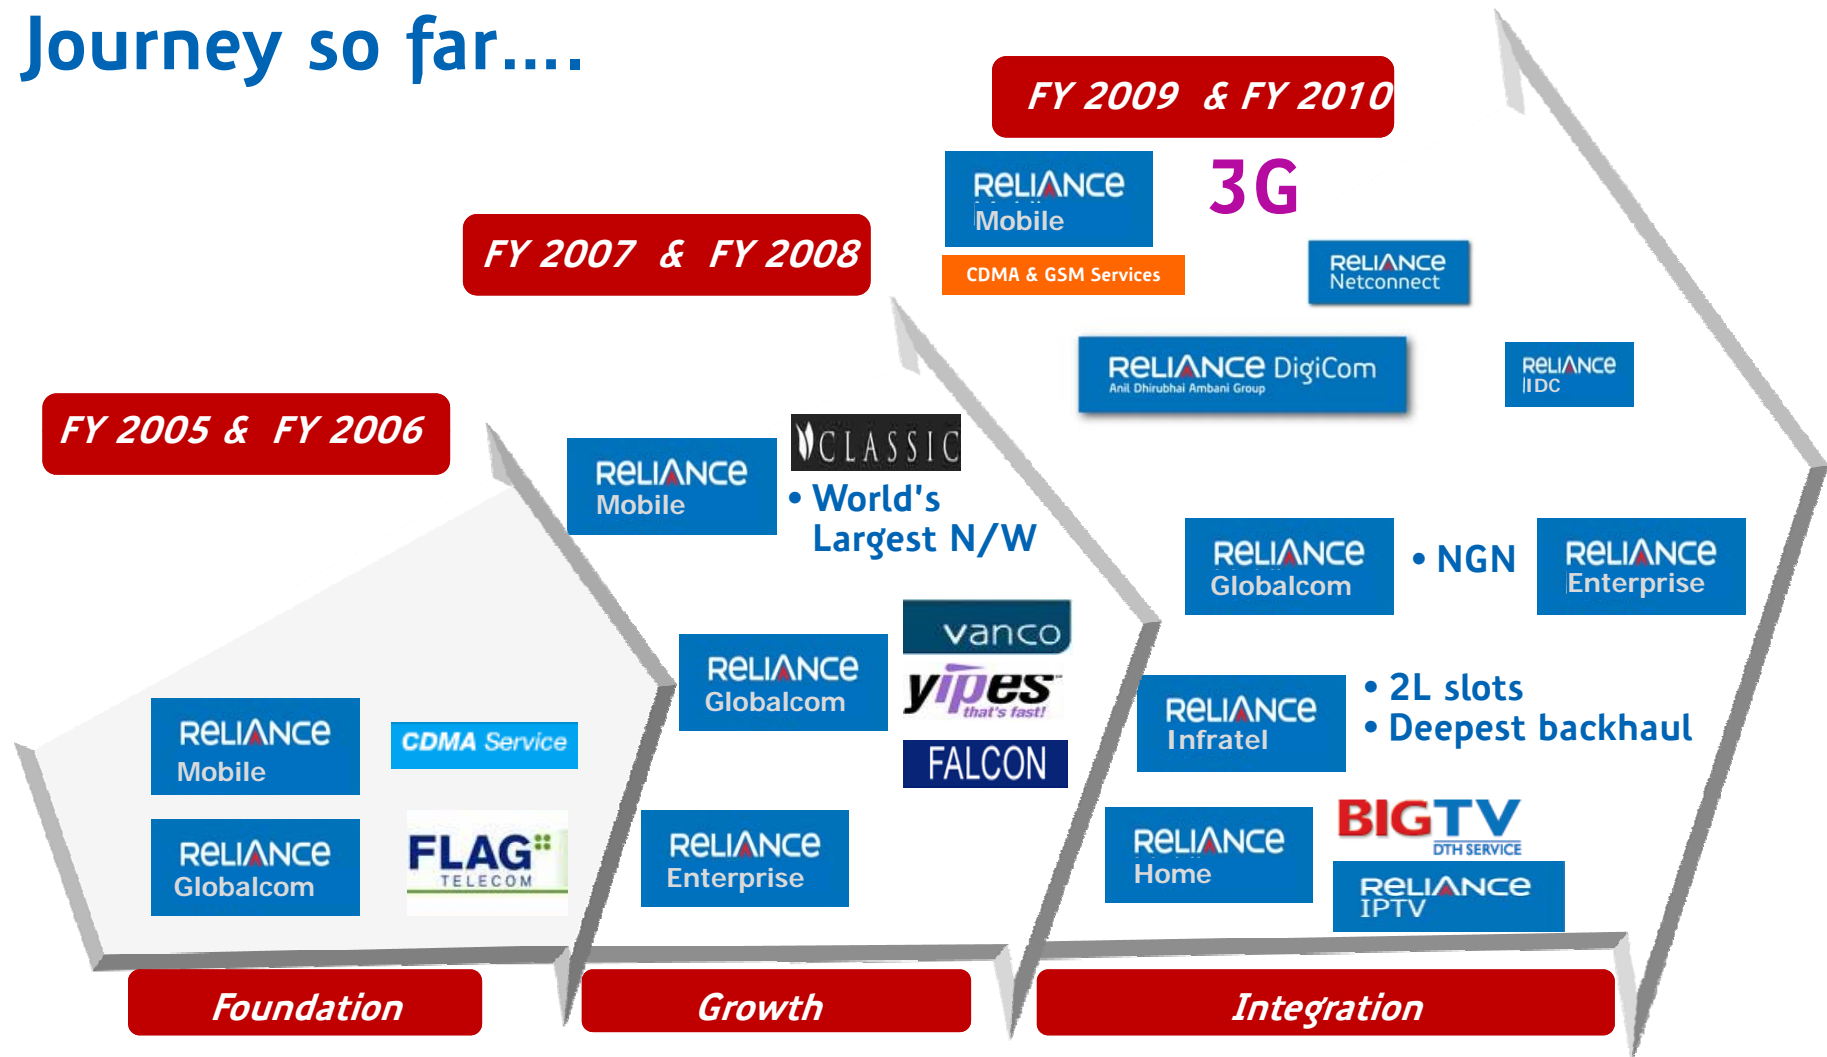 Journey so far....
FY 2009 & FY 2010
RELIANCE
Mobile
3G
CDMA & GSM Services
RELIANCE
Netconnect
RELIANCE DigiCom
Anil Dhirubhai Ambani Group
RELIANCE
IDC
FY 2007 & FY 2008
RELIANCE
Mobile
CLASSIC
• World's
Largest N/W
RELIANCE
Globalcom
• NGN
RELIANCE
Enterprise
FY 2005 & FY 2006
RELIANCE
Globalcom
vanco
yipes™
that's fast!
FALCON
RELIANCE
Infratel
• 2L slots
• Deepest backhaul
RELIANCE
Mobile
CDMA Service
RELIANCE
Globalcom
FLAG
TELECOM
RELIANCE
Enterprise
RELIANCE
Home
BIGTV
DTH SERVICE
RELIANCE
IPTV
Foundation
Growth
Integration